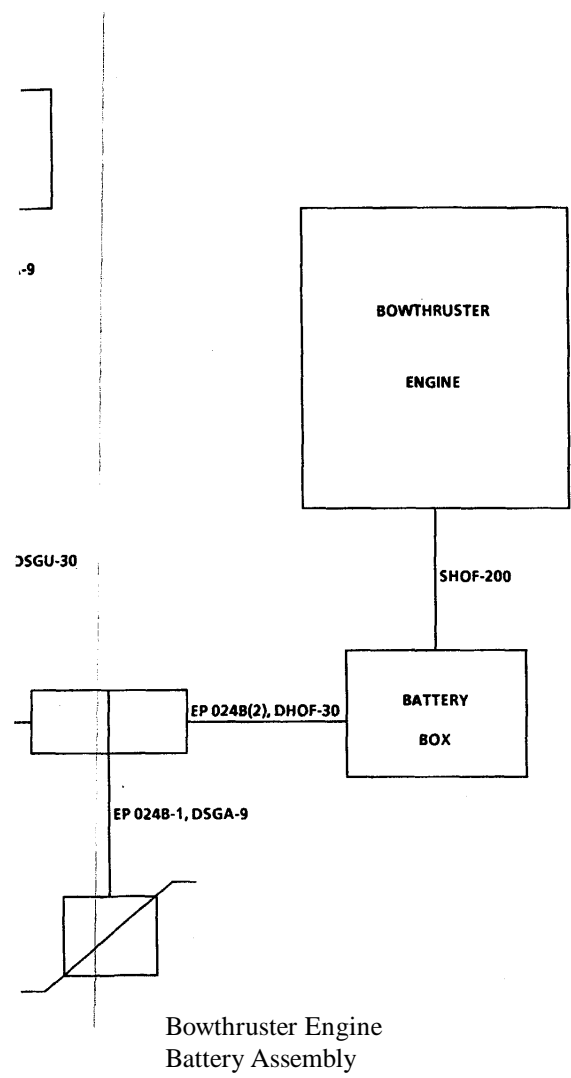 BOWTHRUSTER
ENGINE
-9
DSGU-30
SHOF-200
BATTERY
BOX
EP 024B(2), DHOF-30
EP 024B-1, DSGA-9
Bowthruster Engine
Battery Assembly